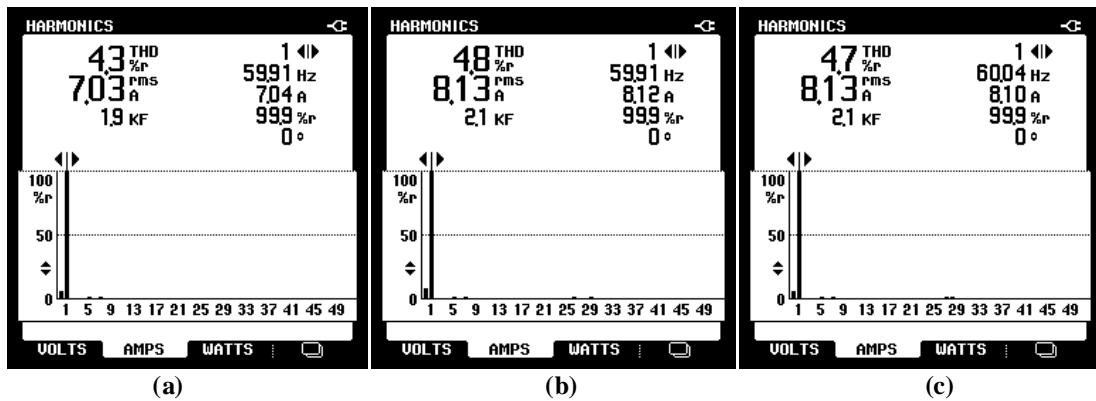 HARMONICS
4.3 THD %r
7.03 rms A
1.9 KF
1
59.91 Hz
7.04 A
99.9 %r
0 °
100
%r
50
0
1 5 9 13 17 21 25 29 33 37 41 45 49
VOLTS AMPS WATTS
(a)
HARMONICS
4.8 THD %r
8.13 rms A
2.1 KF
1
59.91 Hz
8.12 A
99.9 %r
0 °
100
%r
50
0
1 5 9 13 17 21 25 29 33 37 41 45 49
VOLTS AMPS WATTS
(b)
HARMONICS
4.7 THD %r
8.13 rms A
2.1 KF
1
60.04 Hz
8.10 A
99.9 %r
0 °
100
%r
50
0
1 5 9 13 17 21 25 29 33 37 41 45 49
VOLTS AMPS WATTS
(c)